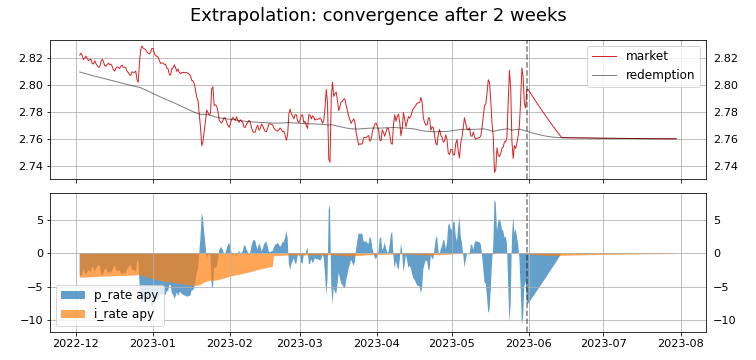 Extrapolation: convergence after 2 weeks
2.82 2.82
2.80 2.80
2.78 2.78
2.76 2.76
2.74 2.74
market
redemption
5 5
0 0
−5 −5
−10 −10
p_rate apy
i_rate apy
2022-12 2023-01 2023-02 2023-03 2023-04 2023-05 2023-06 2023-07 2023-08